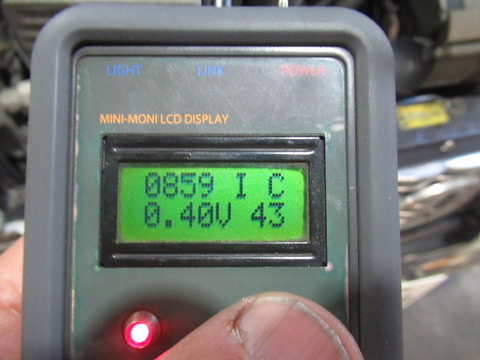 LIGHT LINK POWER
MINI-MONI LCD DISPLAY
0859 I C
0.40V 43